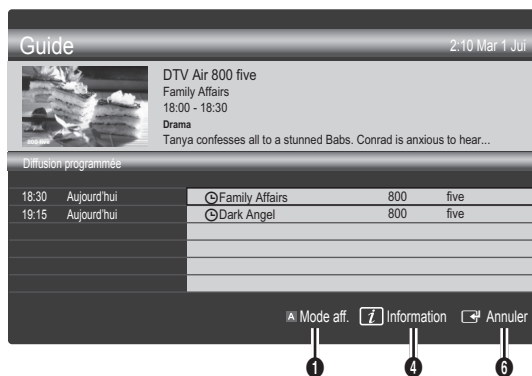 Guide 2:10 Mar 1 Jui
DTV Air 800 five
Family Affairs
18:00 - 18:30
Drama
Tanya confesses all to a stunned Babs. Conrad is anxious to hear...
800 five
Diffusion programmée
18:30 Aujourd'hui Family Affairs 800 five
19:15 Aujourd'hui Dark Angel 800 five
A Mode aff. i Information Annuler
1 4 6